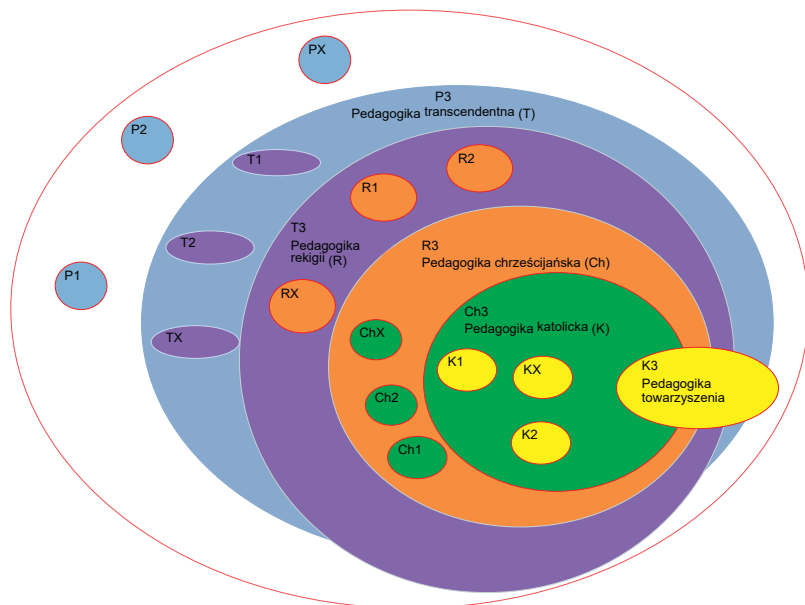 PX
P3
Pedagogika transcendentna (T)
P2
T1
R2
R1
T3
Pedagogika
rekigii (R)
T2
R3
Pedagogika chrześcijańska (Ch)
P1
RX
Ch3
Pedagogika katolicka (K)
ChX
TX
K1
KX
K3
Pedagogika
towarzyszenia
Ch2
K2
Ch1